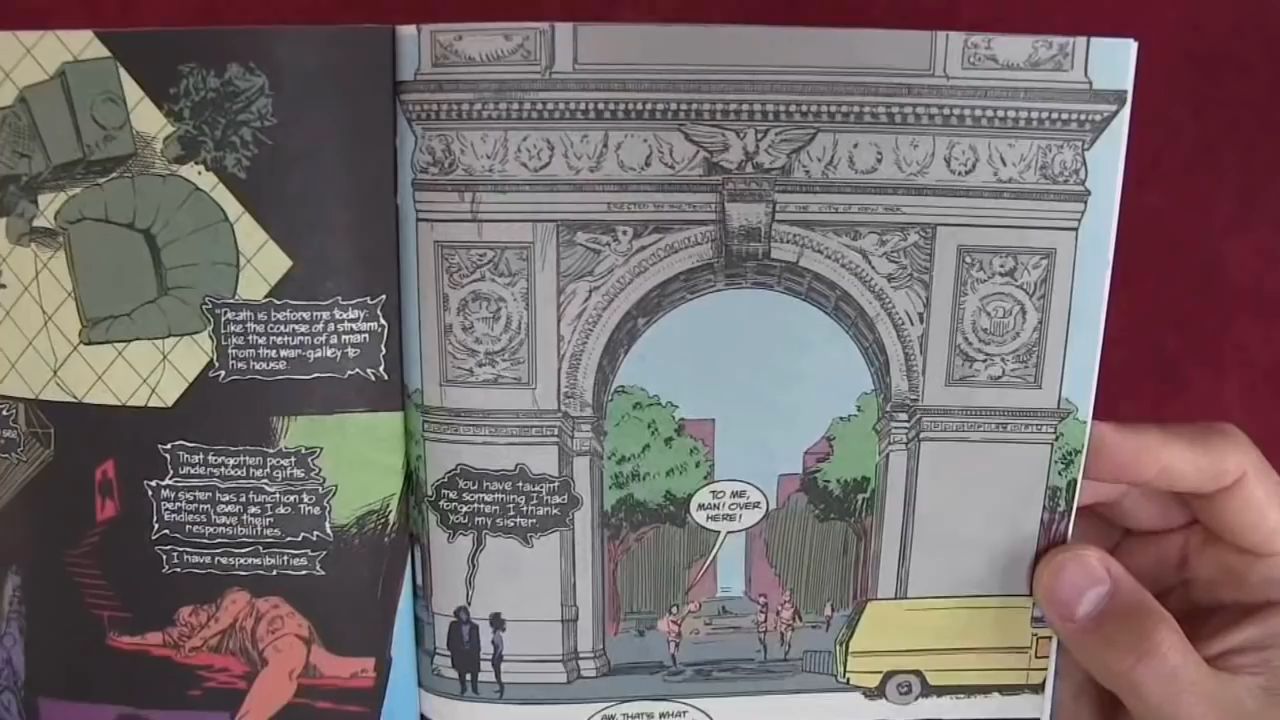 "Death is before me today:
Like the course of a stream,
Like the return of a man
from the war-galley to
his house.
see,
That forgotten poet
understood her gifts.
My sister has a function to
perform, even as I do. The
Endless have their
responsibilities.
I have responsibilities.
ERECTED BY THE OF THE CITY OF NEW YORK
You have taught
me something I had
forgotten. I thank
you, my sister.
TO ME,
MAN! OVER
HERE!
AW, THAT'S WHAT